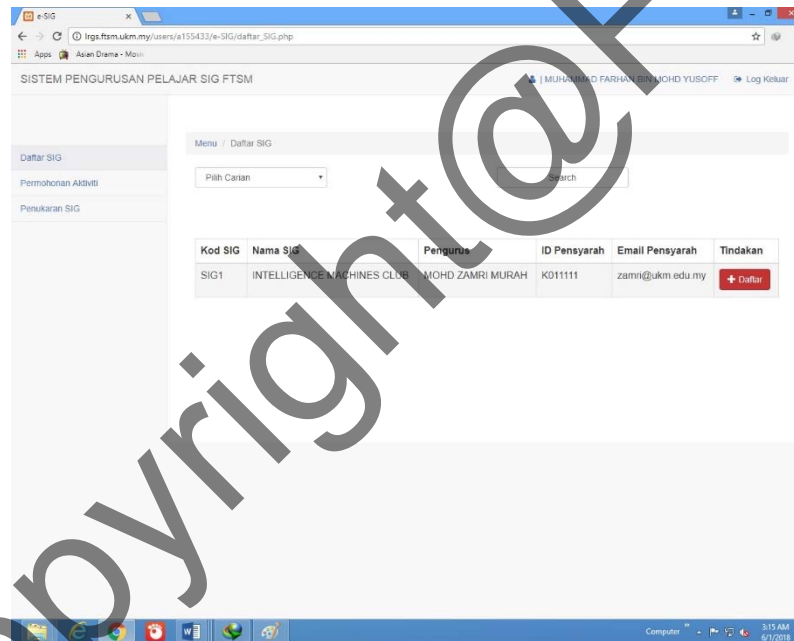 e-SIG
lrgs.ftsm.ukm.my/users/a155433/e-SIG/daftar_SIG.php
Apps Asian Drama - Movie
SISTEM PENGURUSAN PELAJAR SIG FTSM
| MUHAMMAD FARHAN BIN MOHD YUSOFF Log Keluar
Menu / Daftar SIG
Daftar SIG
Permohonan Aktiviti
Penukaran SIG
Pilih Carian
Search
Kod SIG Nama SIG Pengurus ID Pensyarah Email Pensyarah Tindakan
SIG1 INTELLIGENCE MACHINES CLUB MOHD ZAMRI MURAH K011111 zamri@ukm.edu.my + Daftar
Computer
3:15 AM
6/1/2018